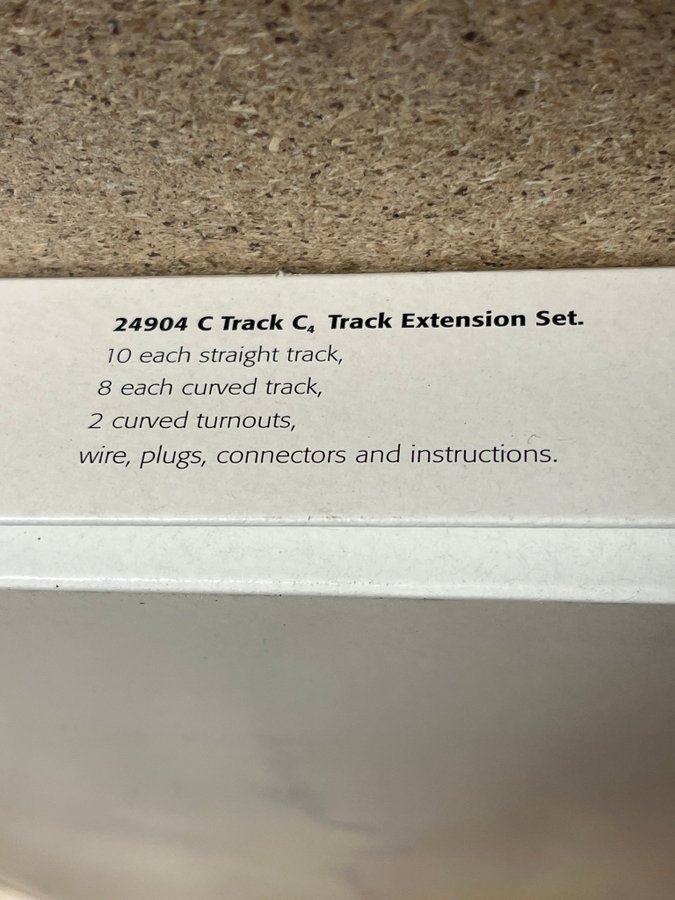 24904 C Track C₄ Track Extension Set.
10 each straight track,
8 each curved track,
2 curved turnouts,
wire, plugs, connectors and instructions.